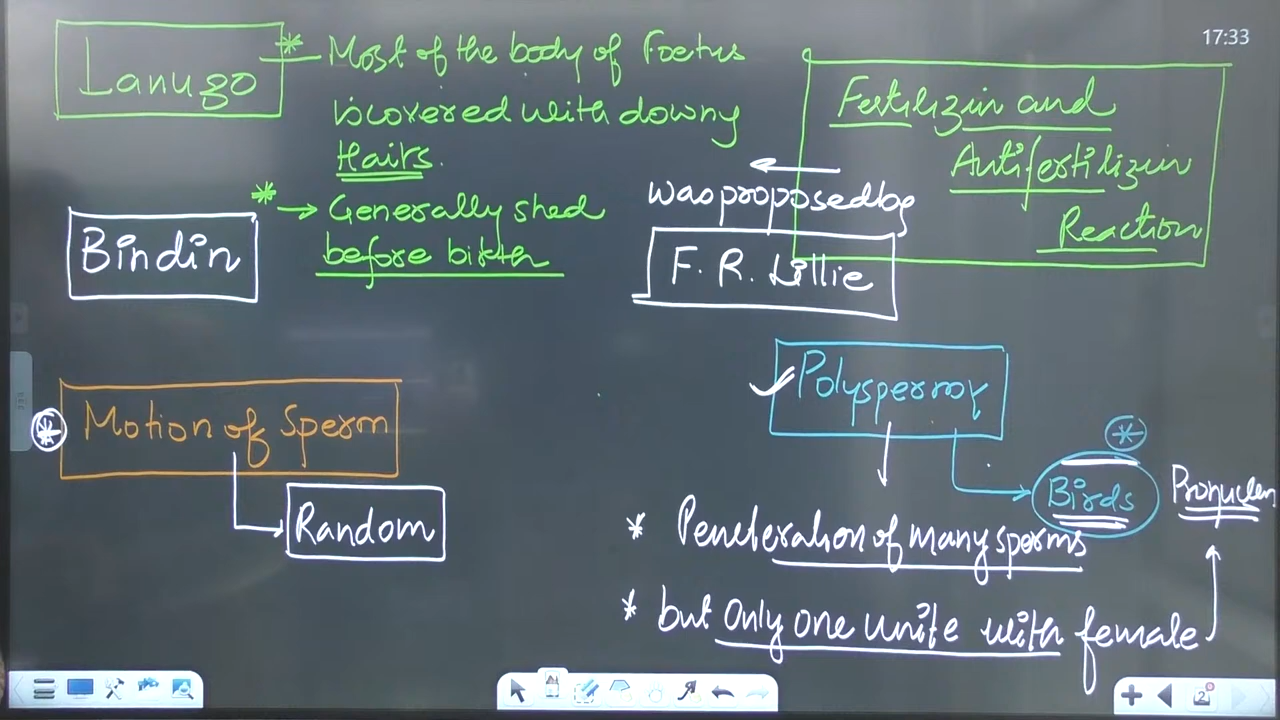 17:33
Lanugo
* Most of the body of Foetus
is covered with downy
Hairs.
* → Generally shed
before birth
Fertilizin and
Antifertilizin
Reaction
was proposed by
F. R. Lillie
Bindin
Motion of Sperm
Random
Polyspermy
Birds
* Peneteration of many sperms
* but Only one unite with female
2